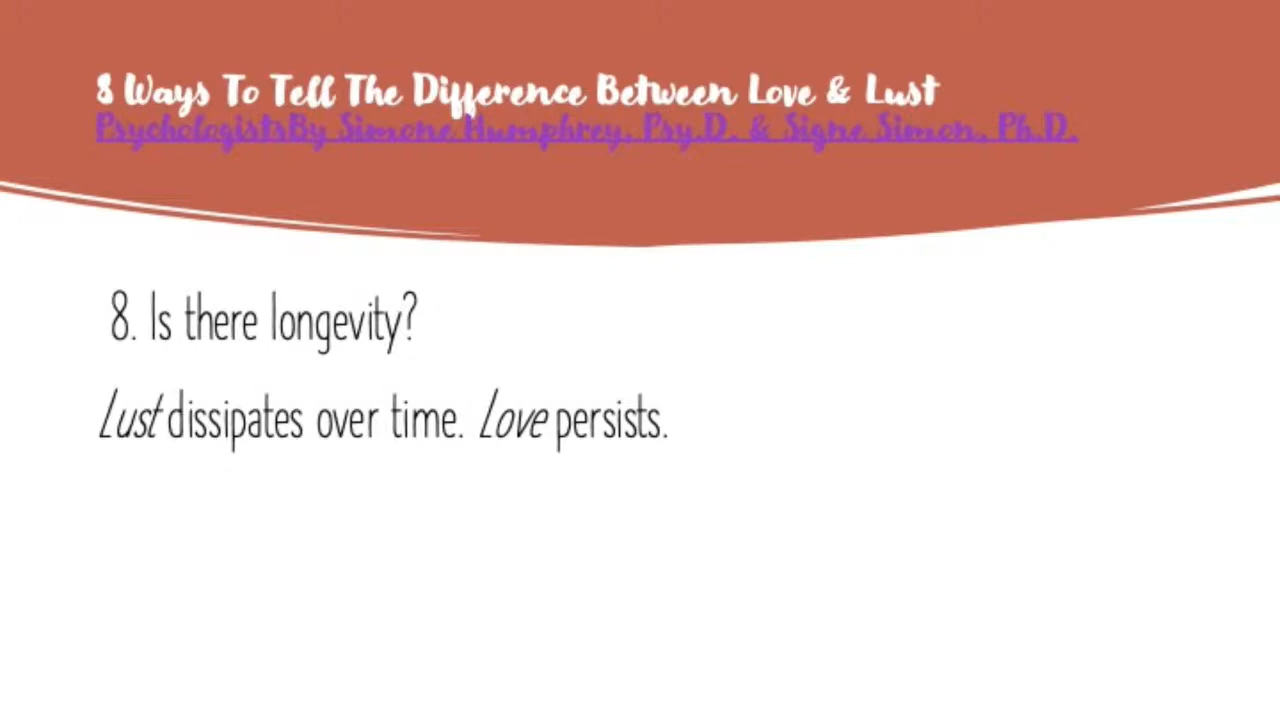 8 Ways To Tell The Difference Between Love & Lust
PsychologistsBy Simone Humphrey, Psy.D. & Signe Simon, Ph.D.
8. Is there longevity?
Lust dissipates over time. Love persists.